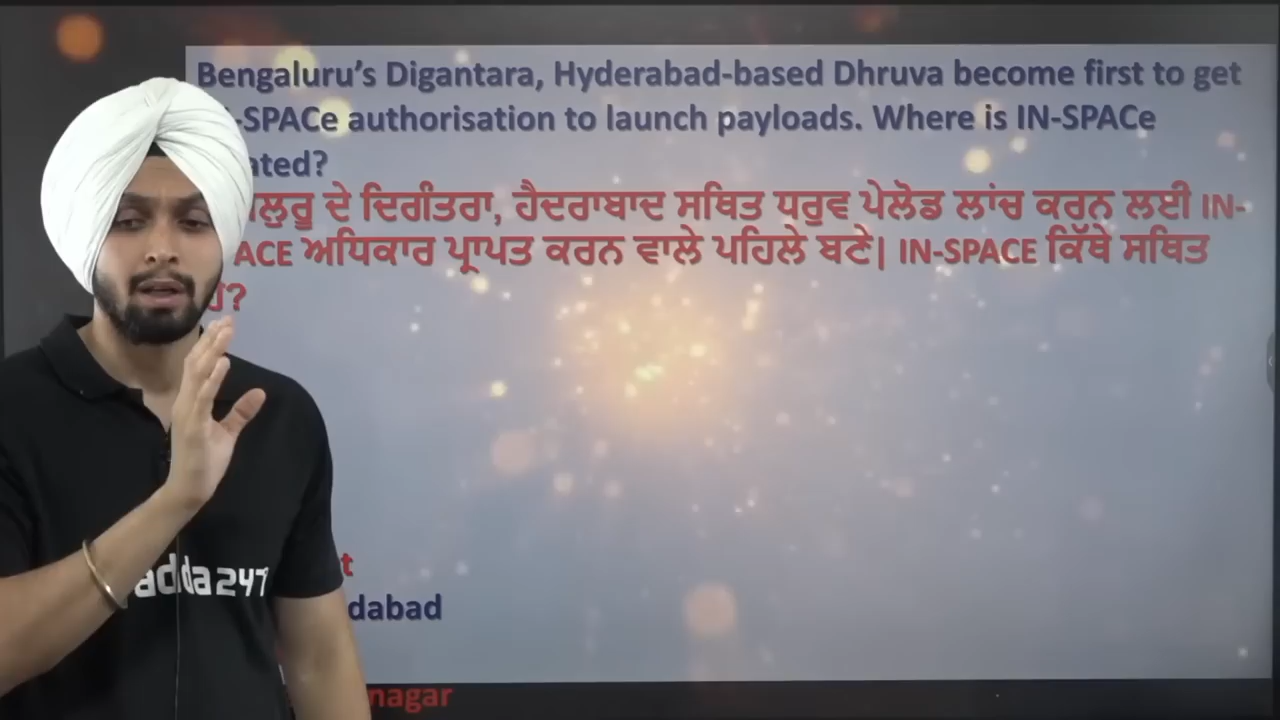 Bengaluru's Digantara, Hyderabad-based Dhruva become first to get
-SPACe authorisation to launch payloads. Where is IN-SPACe
ated?
ਲੁਰੂ ਦੇ ਦਿਗੰਤਰਾ, ਹੈਦਰਾਬਾਦ ਸਥਿਤ ਧਰੁਵ ਪੇਲੋਡ ਲਾਂਚ ਕਰਨ ਲਈ IN-
ACE ਅਧਿਕਾਰ ਪ੍ਰਾਪਤ ਕਰਨ ਵਾਲੇ ਪਹਿਲੇ ਬਣੇ| IN-SPACE ਕਿੱਥੇ ਸਥਿਤ
ਹੈ?
t
dabad
nagar
adda247